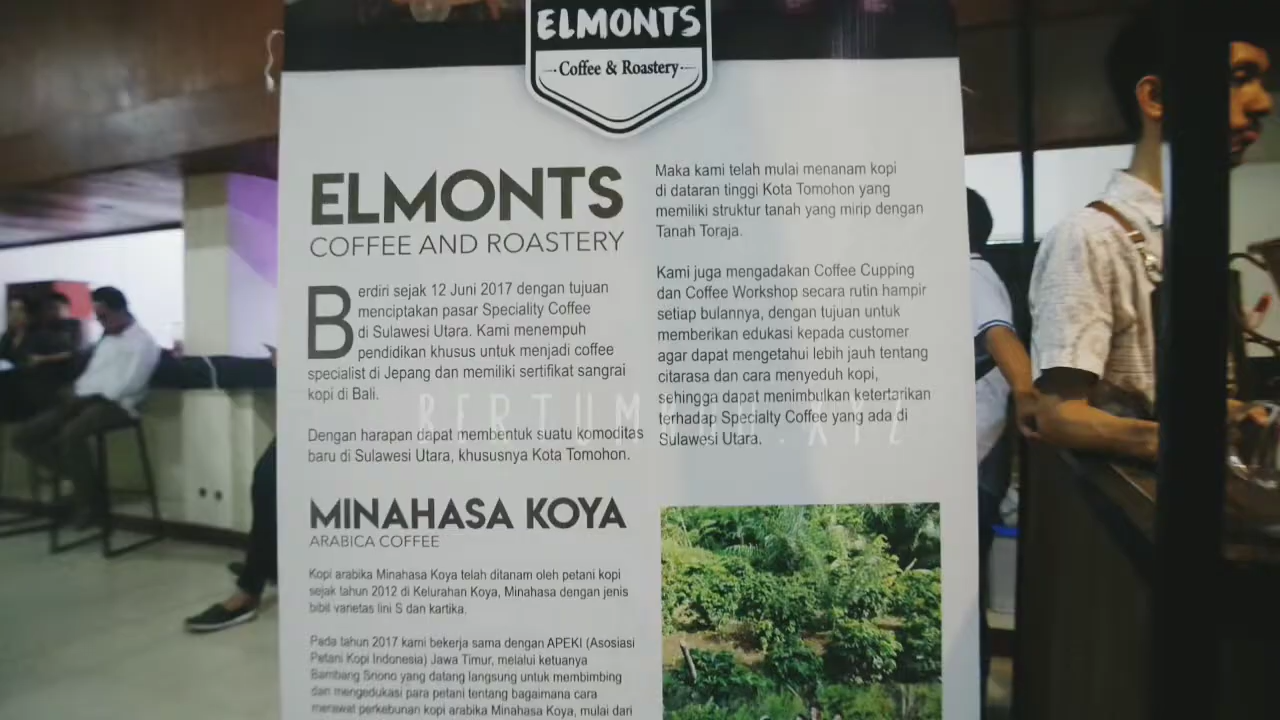 ELMONTS
Coffee & Roastery
ELMONTS
COFFEE AND ROASTERY
Berdiri sejak 12 Juni 2017 dengan tujuan
menciptakan pasar Speciality Coffee
di Sulawesi Utara. Kami menempuh
pendidikan khusus untuk menjadi coffee
specialist di Jepang dan memiliki sertifikat sangrai
kopi di Bali.
Dengan harapan dapat membentuk suatu komoditas
baru di Sulawesi Utara, khususnya Kota Tomohon.
MINAHASA KOYA
ARABICA COFFEE
Kopi arabika Minahasa Koya telah ditanam oleh petani kopi
sejak tahun 2012 di Kelurahan Koya, Minahasa dengan jenis
bibil varietas lini S dan kartika.
Pada tahun 2017 kami bekerja sama dengan APEKI (Asosiasi
Petani Kopi Indonesia) Jawa Timur, melalui ketuanya
Bambang Sriono yang datang langsung untuk membimbing
dan mengedukasi para petani tentang bagaimana cara
merawat perkebunan kopi arabika Minahasa Koya, mulai dari
Maka kami telah mulai menanam kopi
di dataran tinggi Kota Tomohon yang
memiliki struktur tanah yang mirip dengan
Tanah Toraja.
Kami juga mengadakan Coffee Cupping
dan Coffee Workshop secara rutin hampir
setiap bulannya, dengan tujuan untuk
memberikan edukasi kepada customer
agar dapat mengetahui lebih jauh tentang
citarasa dan cara menyeduh kopi,
sehingga dapat menimbulkan ketertarikan
terhadap Specialty Coffee yang ada di
Sulawesi Utara.